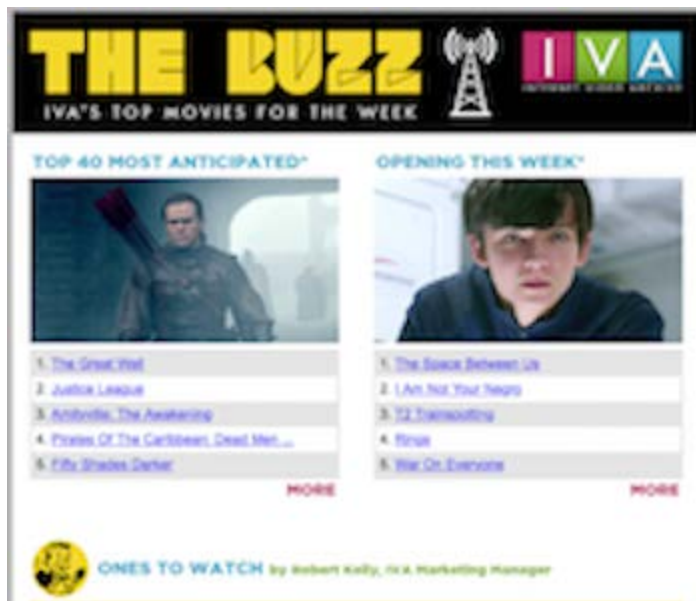 THE BUZZ
IVA
INTERNET VIDEO ARCHIVE
IVA'S TOP MOVIES FOR THE WEEK
TOP 40 MOST ANTICIPATED*
1. The Great Wall
2. Justice League
3. Amityville: The Awakening
4. Pirates Of The Caribbean: Dead Men ...
5. Fifty Shades Darker
MORE
OPENING THIS WEEK*
1. The Space Between Us
2. I Am Not Your Negro
3. T2 Trainspotting
4. Rings
5. War On Everyone
MORE
ONES TO WATCH by Robert Kelly, IVA Marketing Manager